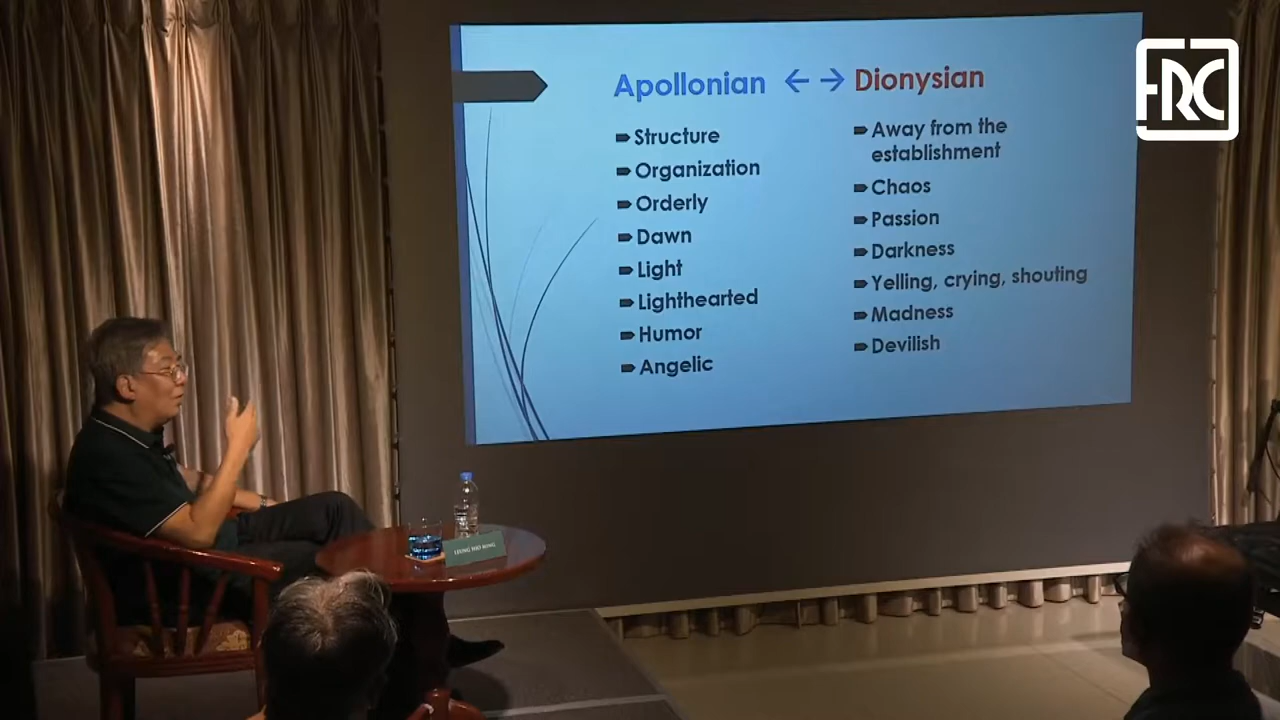 Apollonian ←→ Dionysian
Structure
Organization
Orderly
Dawn
Light
Lighthearted
Humor
Angelic
Away from the
establishment
Chaos
Passion
Darkness
Yelling, crying, shouting
Madness
Devilish
FRC